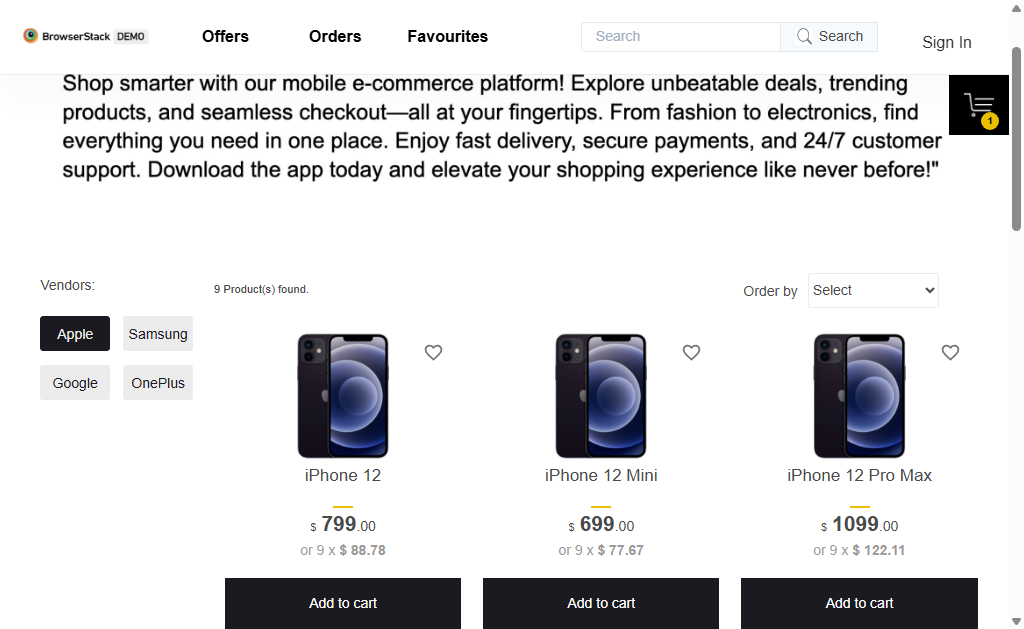 BrowserStack DEMO
Offers
Orders
Favourites
Search
Search
Sign In
Shop smarter with our mobile e-commerce platform! Explore unbeatable deals, trending
products, and seamless checkout—all at your fingertips. From fashion to electronics, find
everything you need in one place. Enjoy fast delivery, secure payments, and 24/7 customer
support. Download the app today and elevate your shopping experience like never before!"
1
Vendors:
9 Product(s) found.
Order by
Select
Apple
Samsung
Google
OnePlus
iPhone 12
iPhone 12 Mini
iPhone 12 Pro Max
$ 799.00
$ 699.00
$ 1099.00
or 9 x $ 88.78
or 9 x $ 77.67
or 9 x $ 122.11
Add to cart
Add to cart
Add to cart